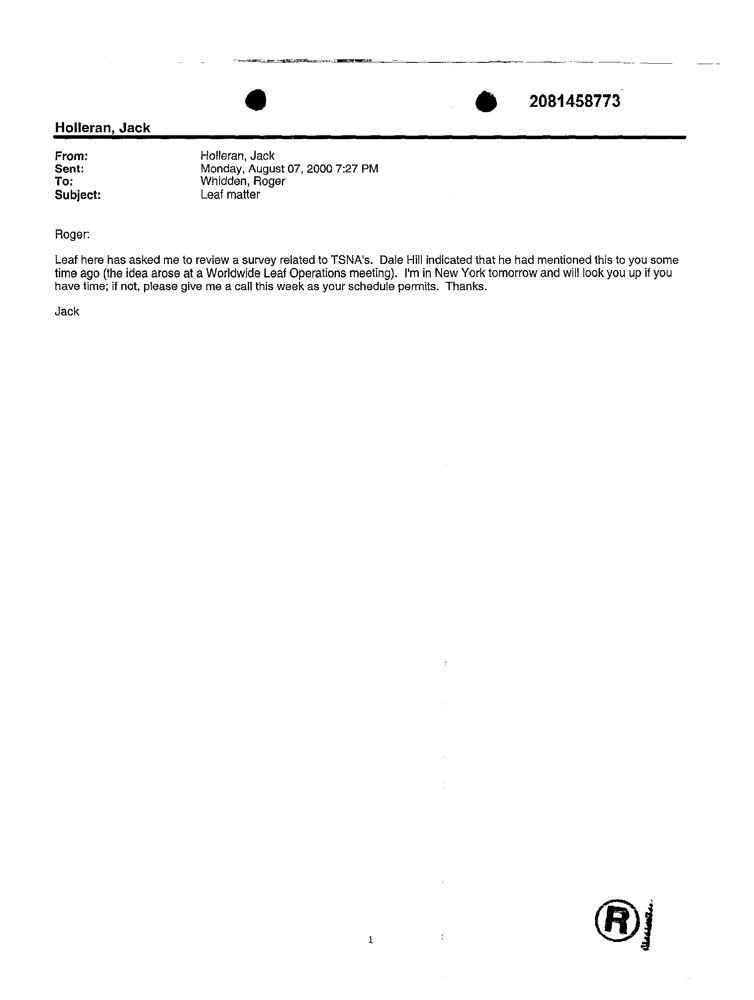 2081458773
Holleran, Jack
From: Holleran, Jack
Sent: Monday, August 07, 2000 7:27 PM
To: Whidden, Roger
Subject: Leaf matter
Roger:
Leaf here has asked me to review a survey related to TSNA's. Dale Hill indicated that he had mentioned this to you some
time ago (the idea arose at a Worldwide Leaf Operations meeting). I'm in New York tomorrow and will look you up if you
have time; if not, please give me a call this week as your schedule permits. Thanks.
Jack
R
1